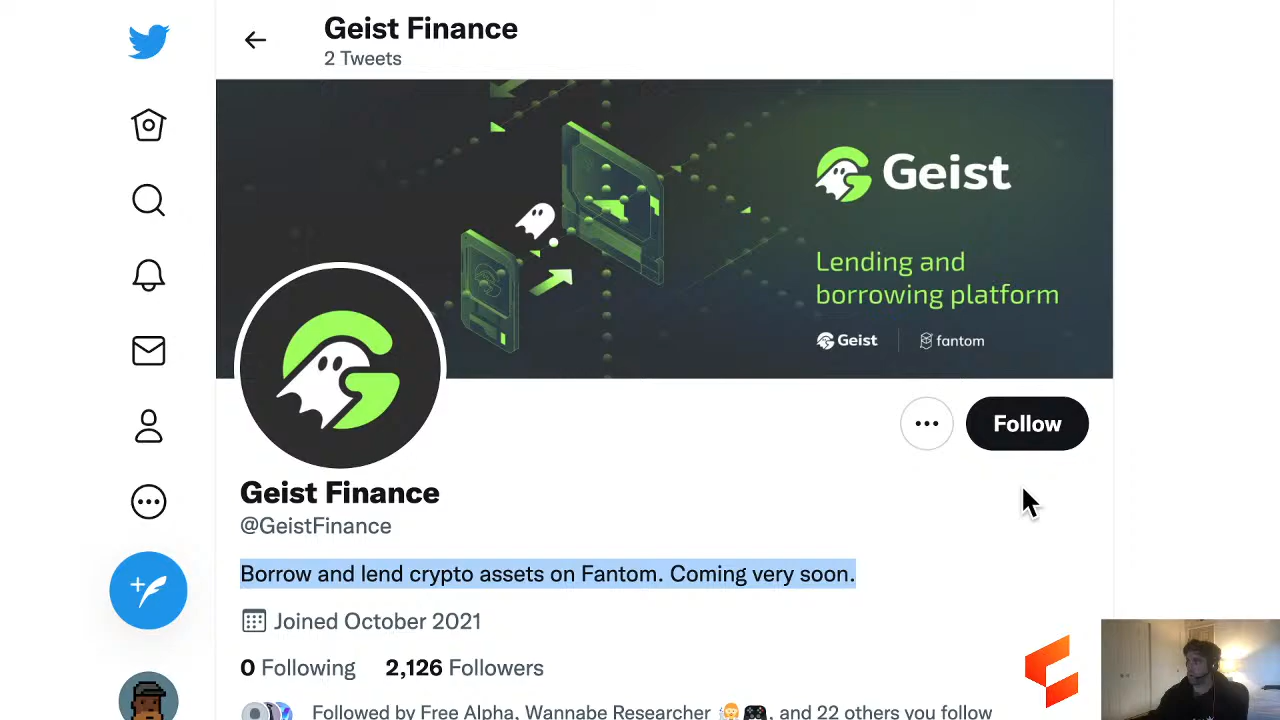 Geist Finance
2 Tweets
Geist
Lending and
borrowing platform
Geist
fantom
Follow
Geist Finance
@GeistFinance
Borrow and lend crypto assets on Fantom. Coming very soon.
Joined October 2021
0 Following 2,126 Followers
Followed by Free Alpha, Wannabe Researcher 👩‍🚀🎮, and 22 others you follow